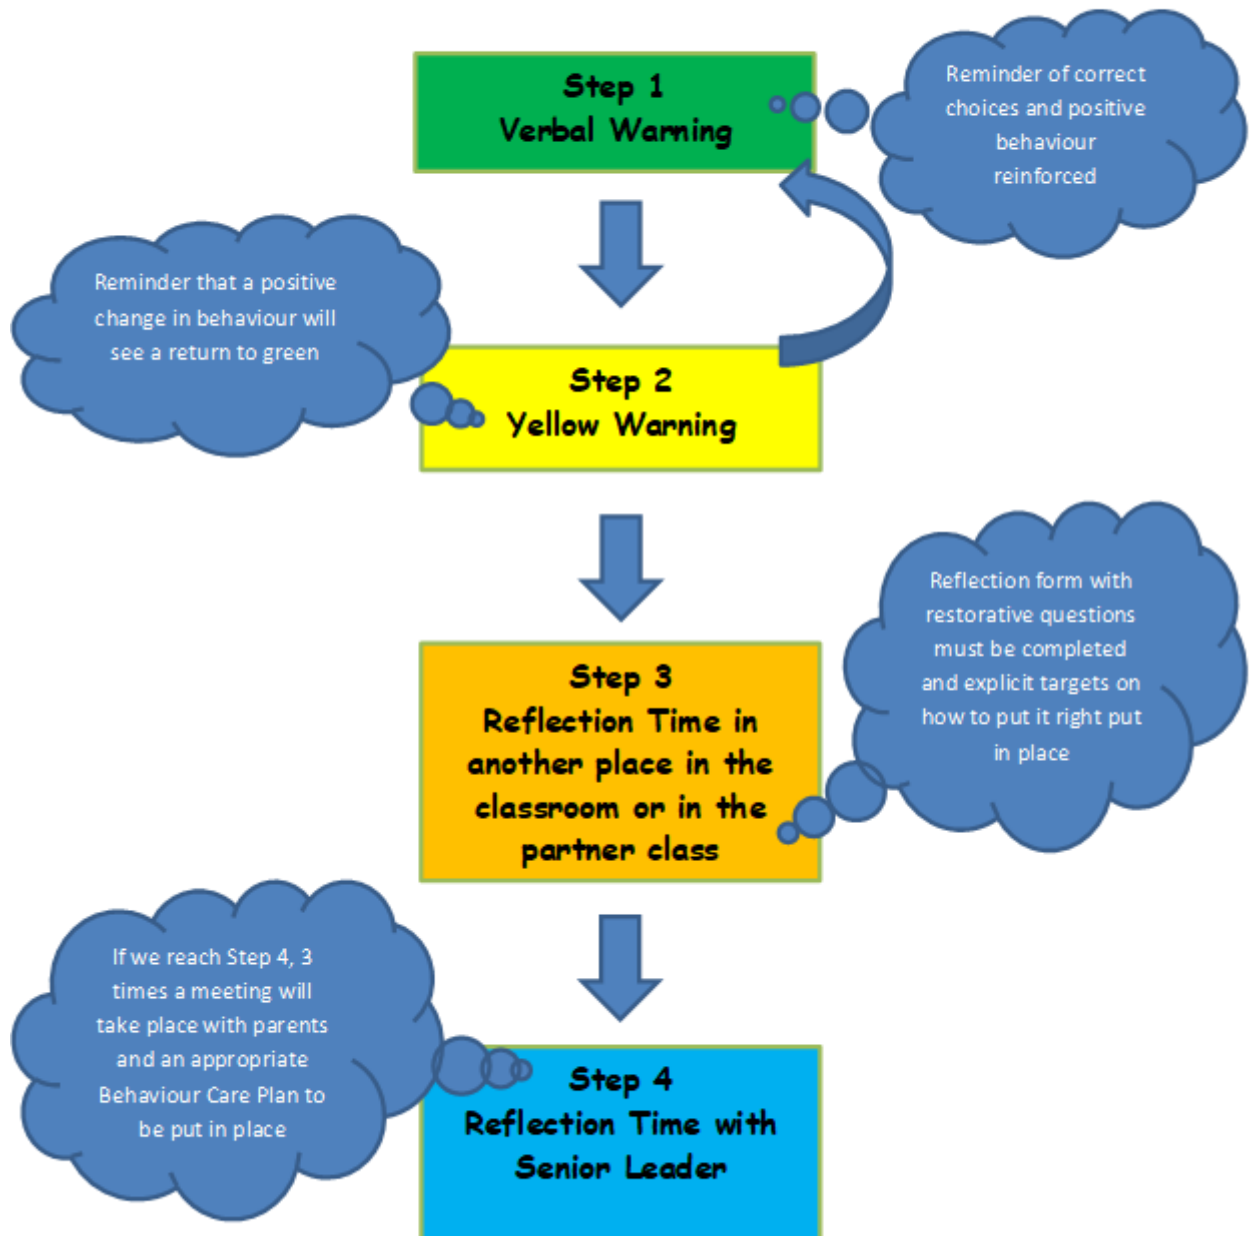 Step 1
Verbal Warning
Reminder of correct
choices and positive
behaviour
reinforced
Reminder that a positive
change in behaviour will
see a return to green
Step 2
Yellow Warning
Step 3
Reflection Time in
another place in the
classroom or in the
partner class
Reflection form with
restorative questions
must be completed
and explicit targets on
how to put it right put
in place
If we reach Step 4, 3
times a meeting will
take place with parents
and an appropriate
Behaviour Care Plan to
be put in place
Step 4
Reflection Time with
Senior Leader